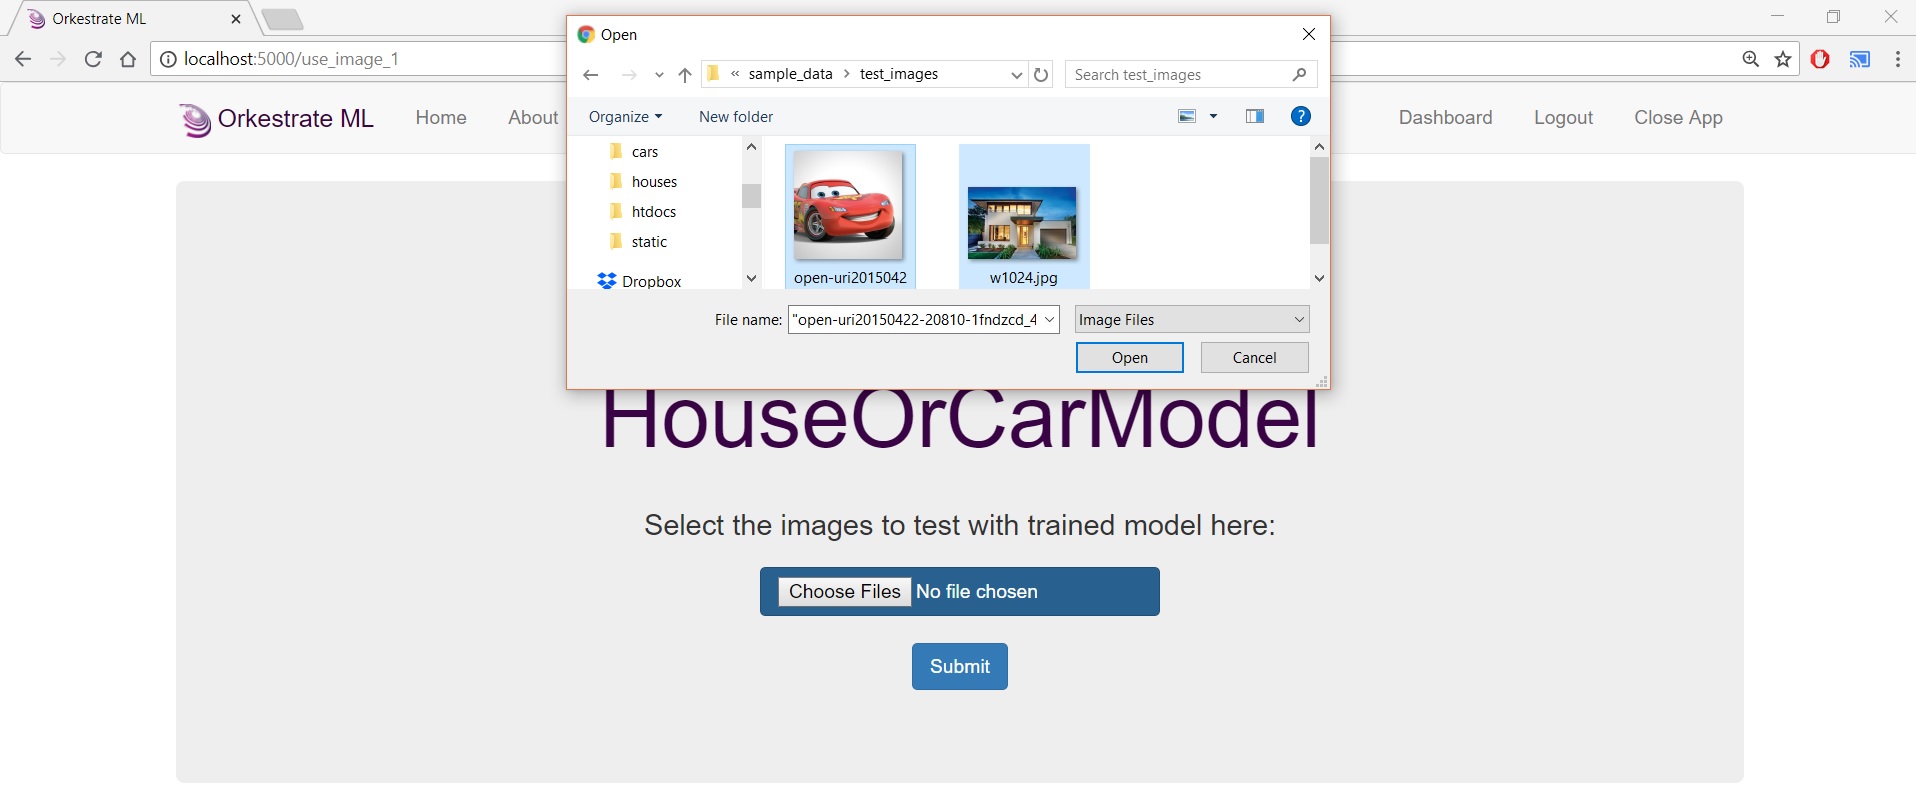 Orkestrate ML
localhost:5000/use_image_1
Open
« sample_data > test_images
Search test_images
Organize
New folder
?
Orkestrate ML Home About
Dashboard Logout Close App
cars
houses
htdocs
static
Dropbox
open-uri2015042
w1024.jpg
File name: "open-uri20150422-20810-1fndzcd_4
Image Files
Open Cancel
HouseOrCarModel
Select the images to test with trained model here:
Choose Files No file chosen
Submit